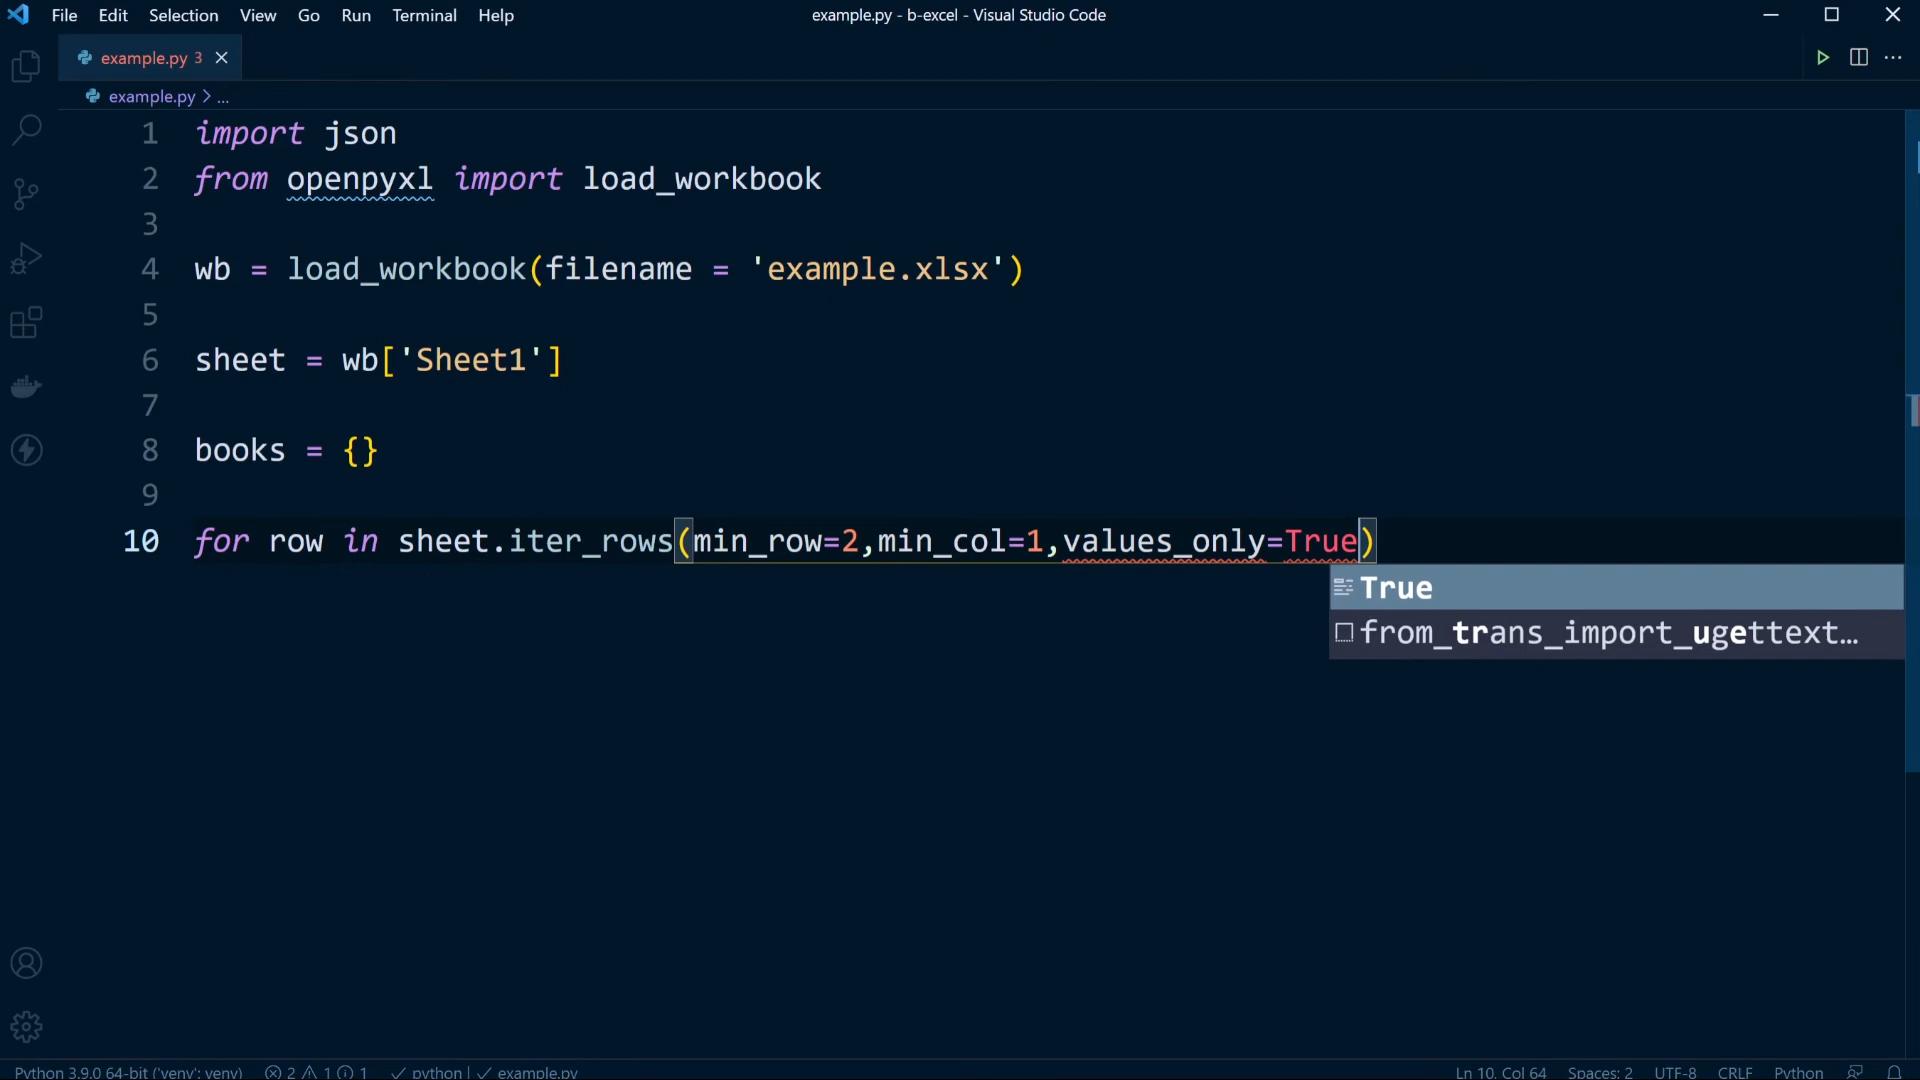 File Edit Selection View Go Run Terminal Help
example.py - b-excel - Visual Studio Code
example.py 3
example.py > ...
1 import json
2 from openpyxl import load_workbook
3
4 wb = load_workbook(filename = 'example.xlsx')
5
6 sheet = wb['Sheet1']
7
8 books = {}
9
10 for row in sheet.iter_rows(min_row=2,min_col=1,values_only=True)
True
from_trans_import_ugettext...
Python 3.9.0 64-bit ('venv': venv) 2 1 1 python | example.py Ln 10, Col 64 Spaces: 2 UTF-8 CRLF Python